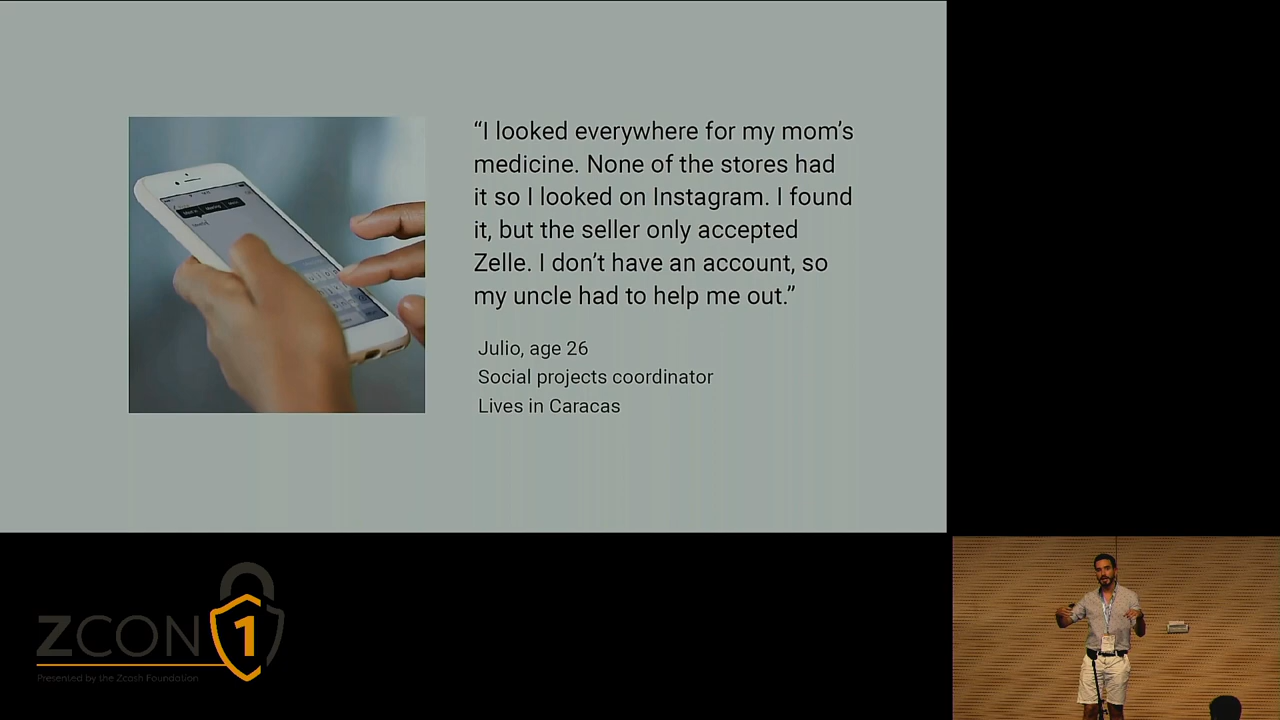 “I looked everywhere for my mom’s
medicine. None of the stores had
it so I looked on Instagram. I found
it, but the seller only accepted
Zelle. I don’t have an account, so
my uncle had to help me out.”
Julio, age 26
Social projects coordinator
Lives in Caracas
ZCON1
Presented by the Zcash Foundation